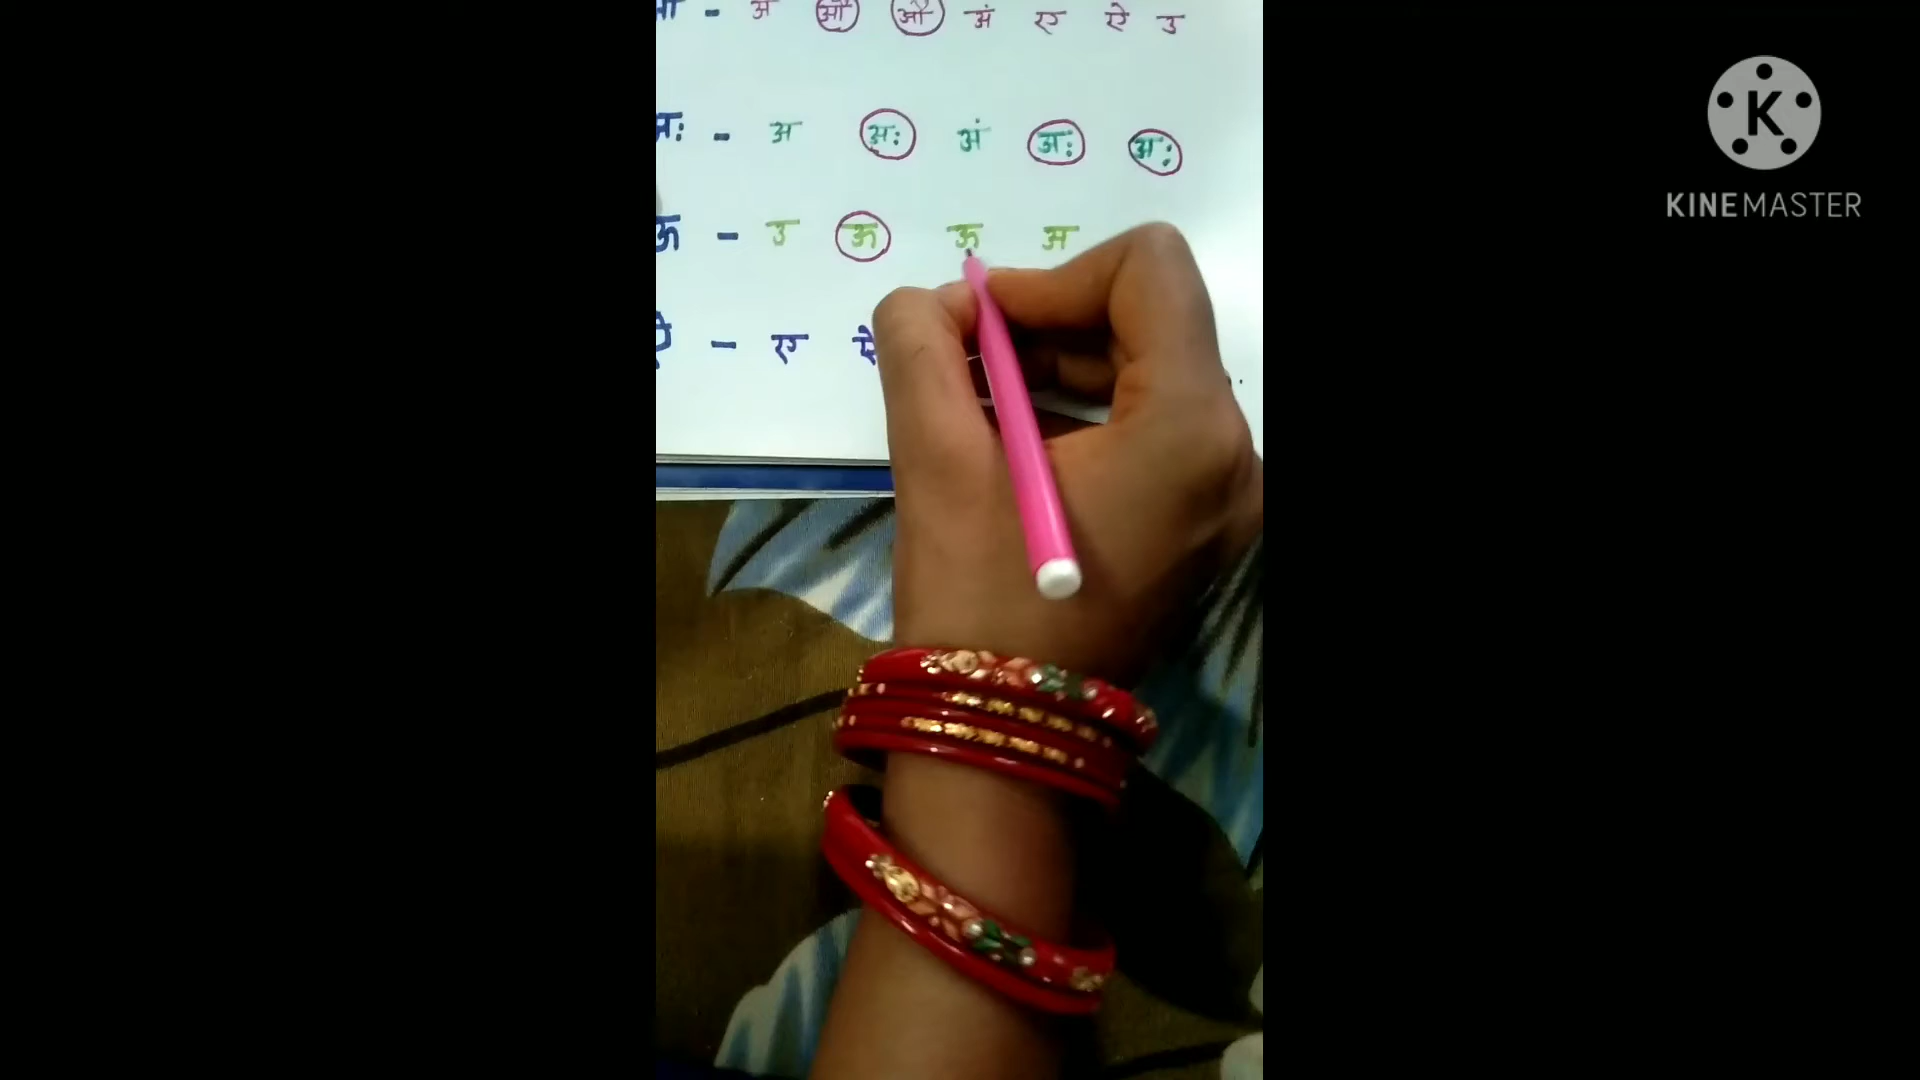 - अ औ औ अं ए ऐ उ
अः - अ अः अं अः अः
ऊ - उ ऊ ऊ अ
ऐ - ए ऐ
K
KINEMASTER